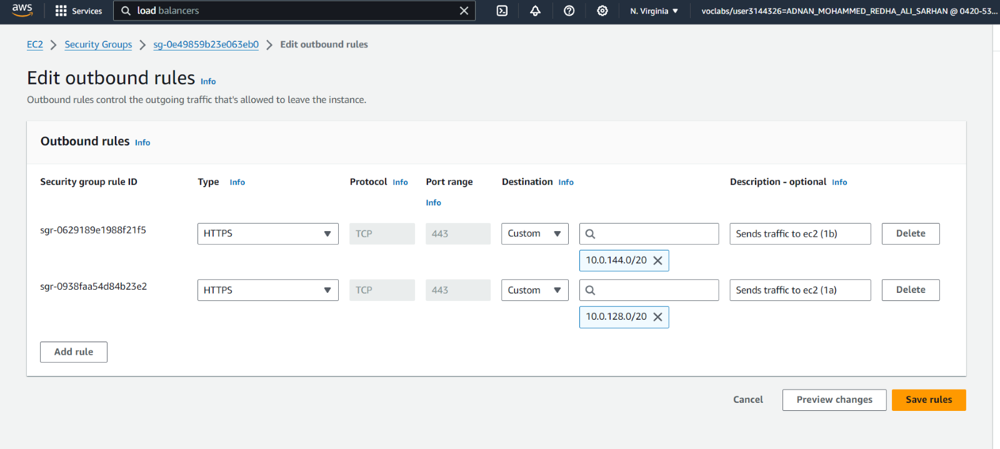 aws Services load balancers N. Virginia voclabs/user3144326=ADNAN_MOHAMMED_REDHA_ALI_SARHAN @ 0420-53...
EC2 Security Groups sg-0e49859b23e063eb0 Edit outbound rules
Edit outbound rules Info
Outbound rules control the outgoing traffic that's allowed to leave the instance.
Outbound rules Info
Security group rule ID Type Info Protocol Info Port range Destination Info Description - optional Info
Info
sgr-0629189e1988f21f5 HTTPS TCP 443 Custom Sends traffic to ec2 (1b) Delete
10.0.144.0/20
sgr-0938faa54d84b23e2 HTTPS TCP 443 Custom Sends traffic to ec2 (1a) Delete
10.0.128.0/20
Add rule
Cancel Preview changes Save rules